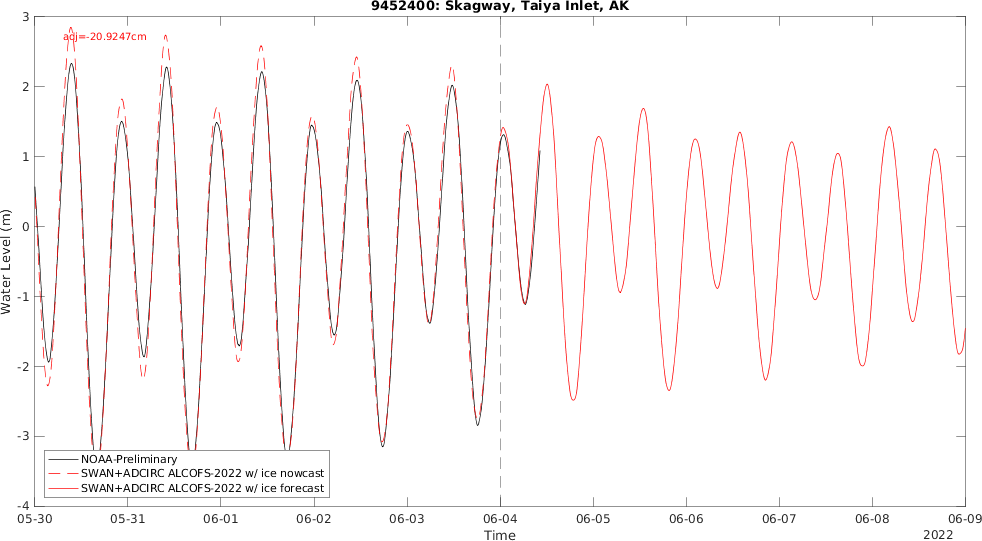 9452400: Skagway, Taiya Inlet, AK
adj=-20.9247cm
3
2
1
0
-1
-2
-3
-4
Water Level (m)
NOAA-Preliminary
SWAN+ADCIRC ALCOFS-2022 w/ ice nowcast
SWAN+ADCIRC ALCOFS-2022 w/ ice forecast
05-30 05-31 06-01 06-02 06-03 06-04 06-05 06-06 06-07 06-08 06-09
Time
2022